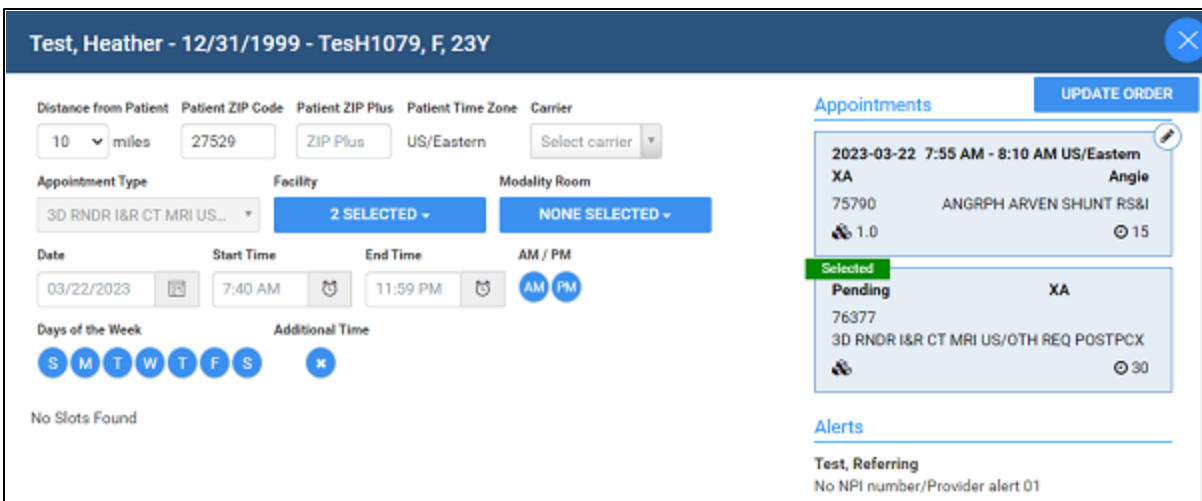 Test, Heather - 12/31/1999 - TesH1079, F, 23Y
Distance from Patient Patient ZIP Code Patient ZIP Plus Patient Time Zone Carrier
10 miles 27529 ZIP Plus US/Eastern Select carrier
Appointment Type Facility Modality Room
3D RNDR I&R CT MRI US... 2 SELECTED NONE SELECTED
Date Start Time End Time AM / PM
03/22/2023 7:40 AM 11:59 PM AM PM
Days of the Week Additional Time
S M T W T F S
No Slots Found
UPDATE ORDER
Appointments
2023-03-22 7:55 AM - 8:10 AM US/Eastern
XA Angie
75790 ANGRPH ARVEN SHUNT RS&I
1.0 15
Selected
Pending XA
76377
3D RNDR I&R CT MRI US/OTH REQ POSTPCX
30
Alerts
Test, Referring
No NPI number/Provider alert 01